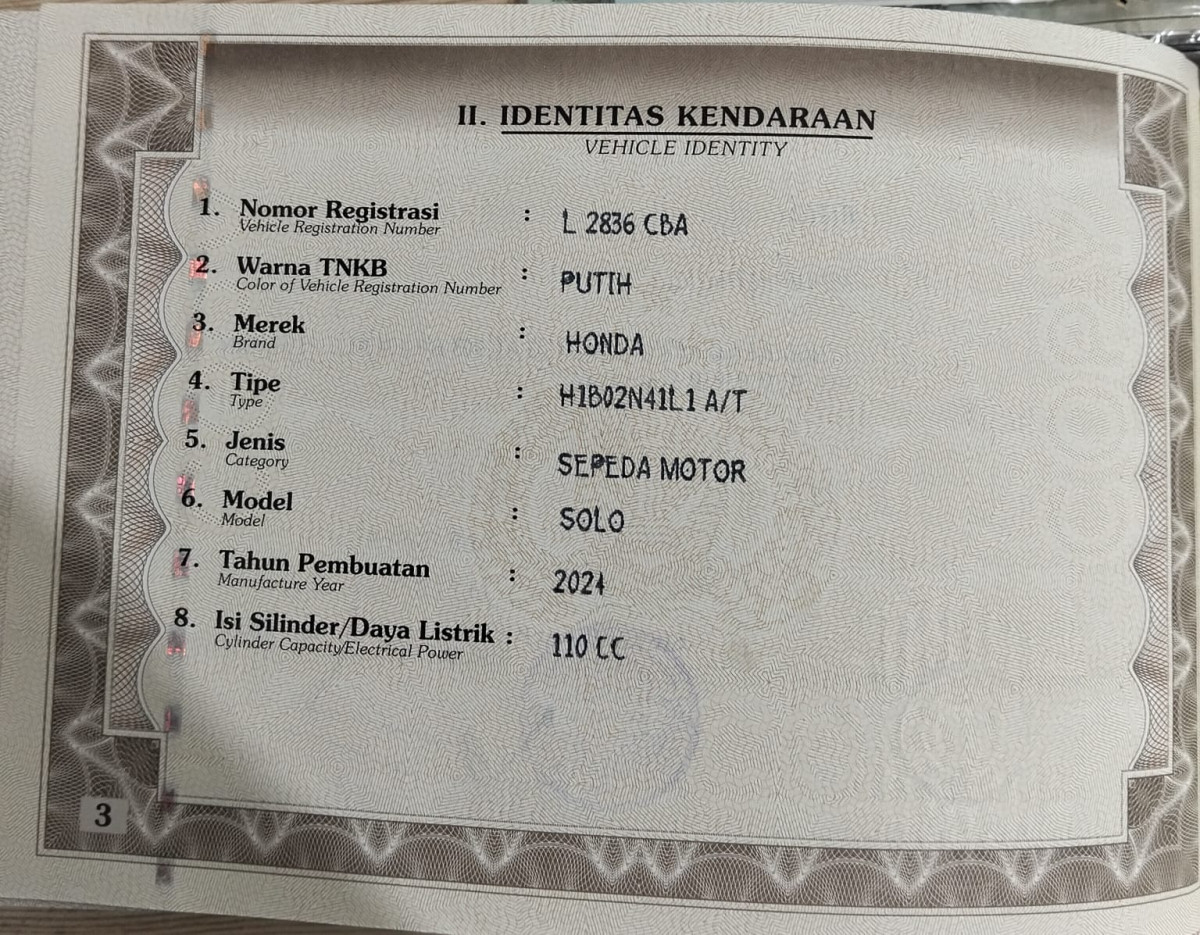 II. IDENTITAS KENDARAAN
VEHICLE IDENTITY
1. Nomor Registrasi : L 2836 CBA
Vehicle Registration Number
2. Warna TNKB : PUTIH
Color of Vehicle Registration Number
3. Merek : HONDA
Brand
4. Tipe : H1B02N41L1 A/T
Type
5. Jenis : SEPEDA MOTOR
Category
6. Model : SOLO
Model
7. Tahun Pembuatan : 2024
Manufacture Year
8. Isi Silinder/Daya Listrik : 110 CC
Cylinder Capacity/Electrical Power
3